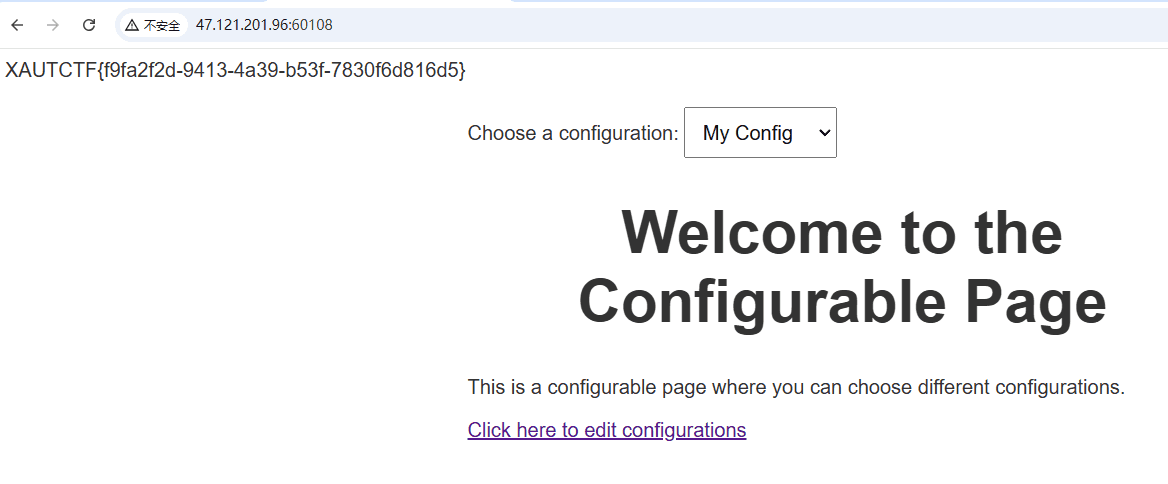 不安全 47.121.201.96:60108
XAUTCTF{f9fa2f2d-9413-4a39-b53f-7830f6d816d5}
Choose a configuration: My Config
Welcome to the
Configurable Page
This is a configurable page where you can choose different configurations.
Click here to edit configurations